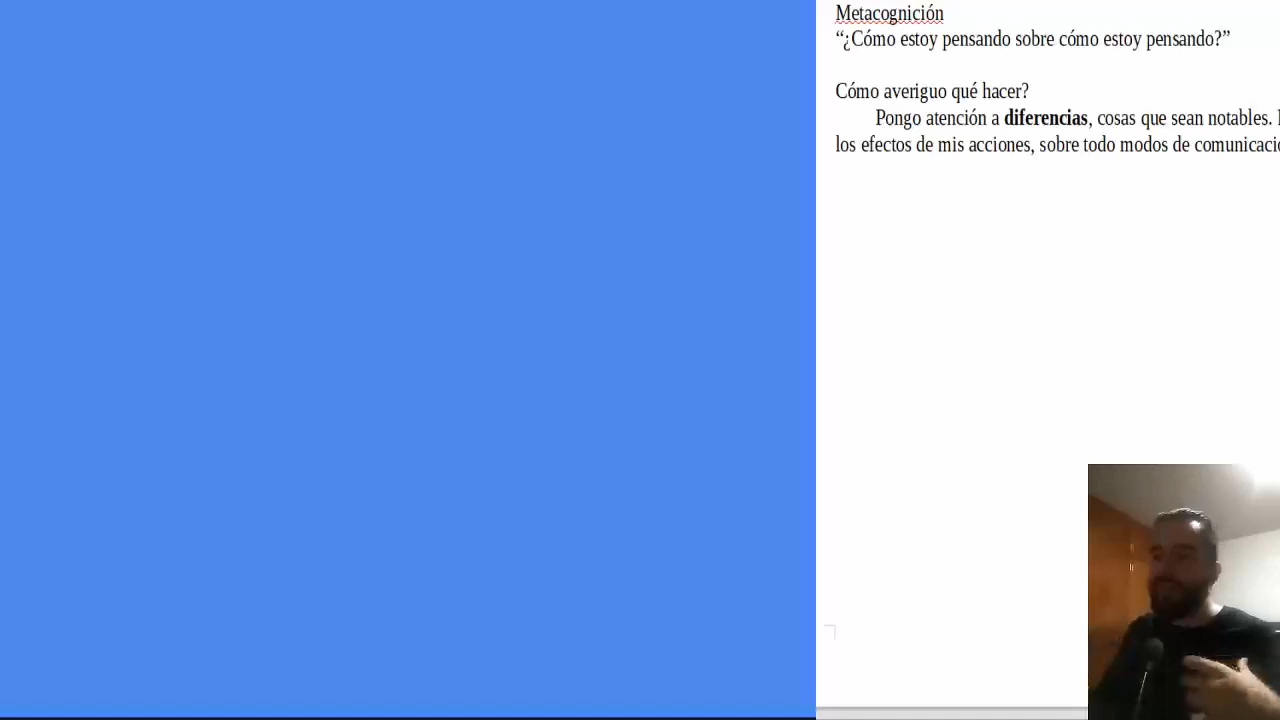 Metacognición
“¿Cómo estoy pensando sobre cómo estoy pensando?”
Cómo averiguo qué hacer?
Pongo atención a diferencias, cosas que sean notables.
los efectos de mis acciones, sobre todo modos de